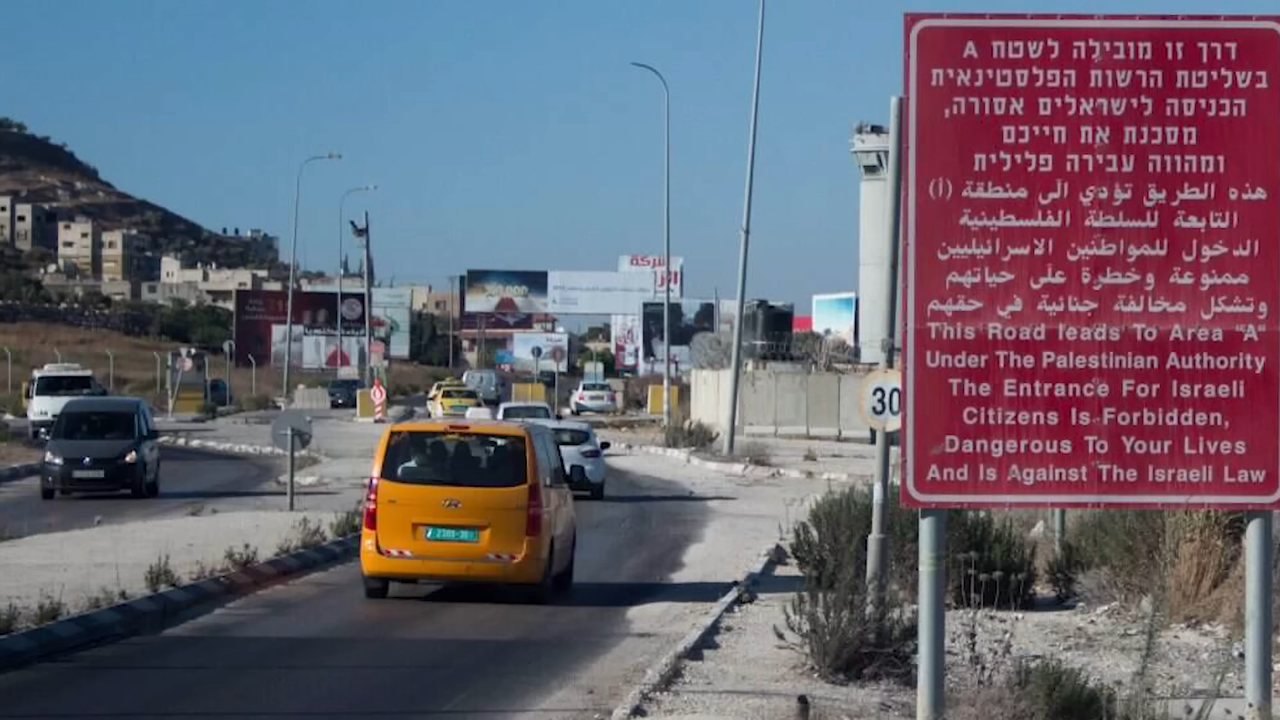 דרך זו מובילה לשטח A
בשליטת הרשות הפלסטינאית
הכניסה לישראלים אסורה,
מסכנת את חייכם
ומהווה עבירה פלילית
هذه الطريق تؤدي الى منطقة (أ)
التابعة للسلطة الفلسطينية
الدخول للمواطنين الاسرائيليين
ممنوعة وخطرة على حياتهم
وتشكل مخالفة جنائية في حقهم
This Road leads To Area "A"
Under The Palestinian Authority
The Entrance For Israeli
Citizens Is Forbidden,
Dangerous To Your Lives
And Is Against The Israeli Law
30
شركة